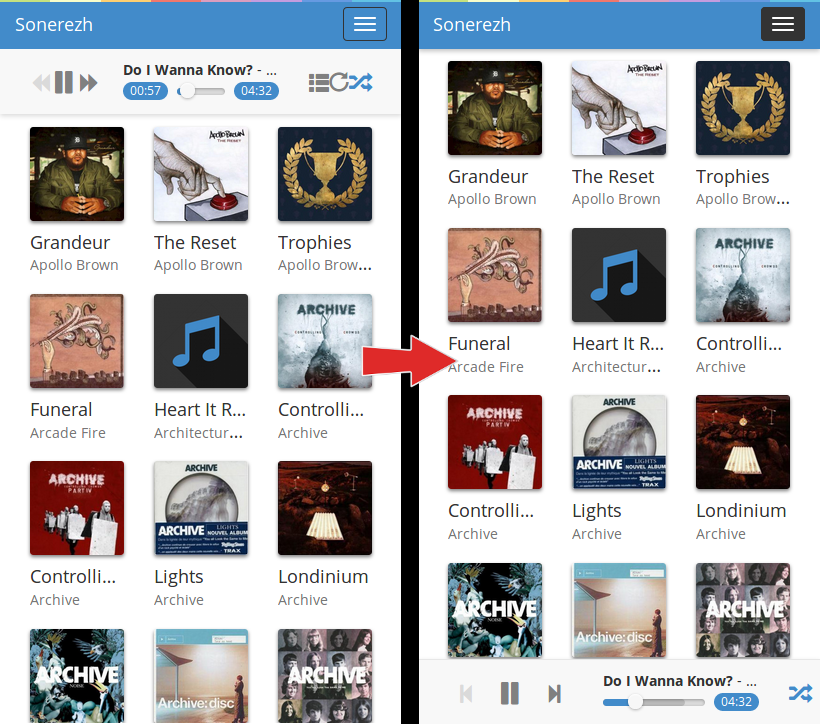 Sonerezh
Do I Wanna Know? - ...
00:57
04:32
APOLLO BROWN
THE RESET
Grandeur
The Reset
Trophies
Apollo Brown
Apollo Brown
Apollo Brow...
ARCHIVE
CONTROLLING CROWDS
Funeral
Heart It R...
Controlli...
Arcade Fire
Architectur...
Archive
ARCHIVE
PART IV
ARCHIVE
LIGHTS
ARCHIVE NOUVEL ALBUM
TRAX
Controlli...
Lights
Londinium
Archive
Archive
Archive
ARCHIVE
NOISE
Archive:disc
ARCHIVE
Sonerezh
APOLLO BROWN
THE RESET
Grandeur
The Reset
Trophies
Apollo Brown
Apollo Brown
Apollo Brow...
ARCHIVE
CONTROLLING CROWDS
Funeral
Heart It R...
Controlli...
Arcade Fire
Architectur...
Archive
ARCHIVE
PART IV
ARCHIVE
LIGHTS
ARCHIVE NOUVEL ALBUM
TRAX
Controlli...
Lights
Londinium
Archive
Archive
Archive
ARCHIVE
NOISE
Archive:disc
ARCHIVE
Do I Wanna Know? - ...
04:32